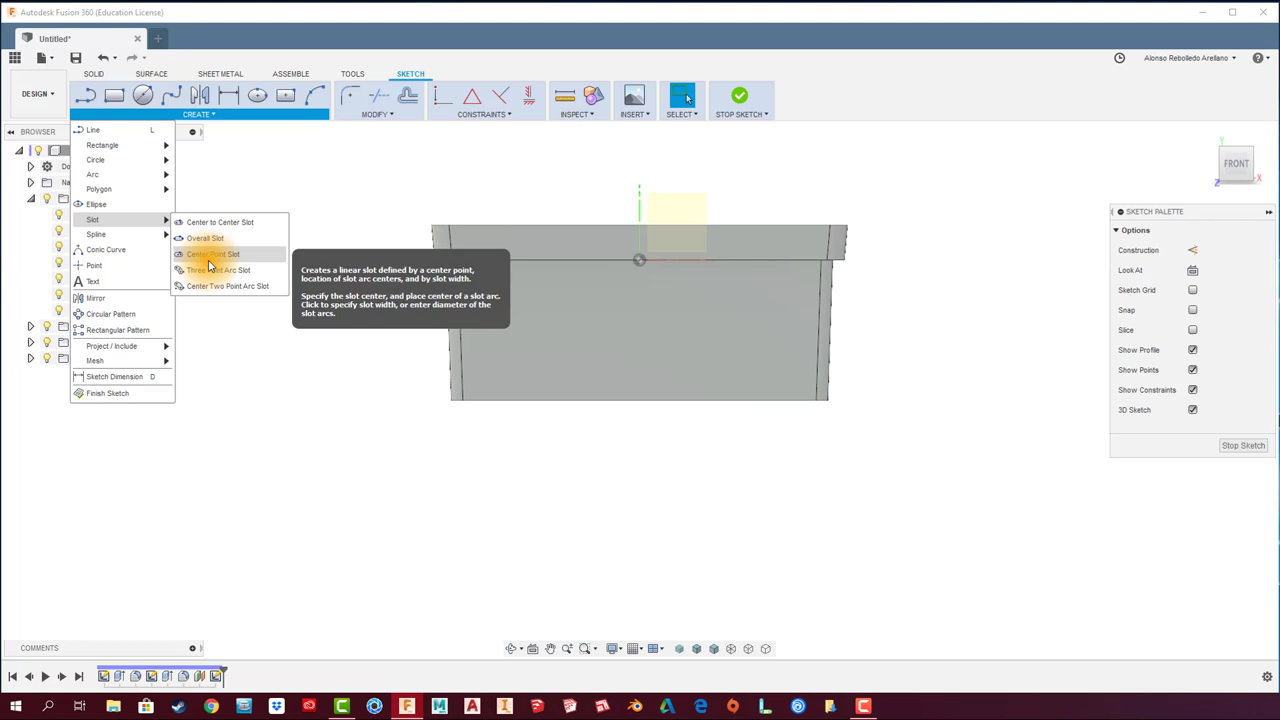 Autodesk Fusion 360 (Education License)
Untitled*
Alonso Rebolledo Arellano
DESIGN
SOLID
SURFACE
SHEET METAL
ASSEMBLE
TOOLS
SKETCH
CREATE
MODIFY
CONSTRAINTS
INSPECT
INSERT
SELECT
STOP SKETCH
BROWSER
Line L
Rectangle
Circle
Arc
Polygon
Ellipse
Slot
Spline
Conic Curve
Point
Text
Mirror
Circular Pattern
Rectangular Pattern
Project / Include
Mesh
Sketch Dimension D
Finish Sketch
Do
Na
Center to Center Slot
Overall Slot
Center Point Slot
Three Point Arc Slot
Center Two Point Arc Slot
Creates a linear slot defined by a center point,
location of slot arc centers, and by slot width.
Specify the slot center, and place center of a slot arc.
Click to specify slot width, or enter diameter of the
slot arcs.
Y
FRONT
Z
X
SKETCH PALETTE
Options
Construction
Look At
Sketch Grid
Snap
Slice
Show Profile
Show Points
Show Constraints
3D Sketch
Stop Sketch
COMMENTS